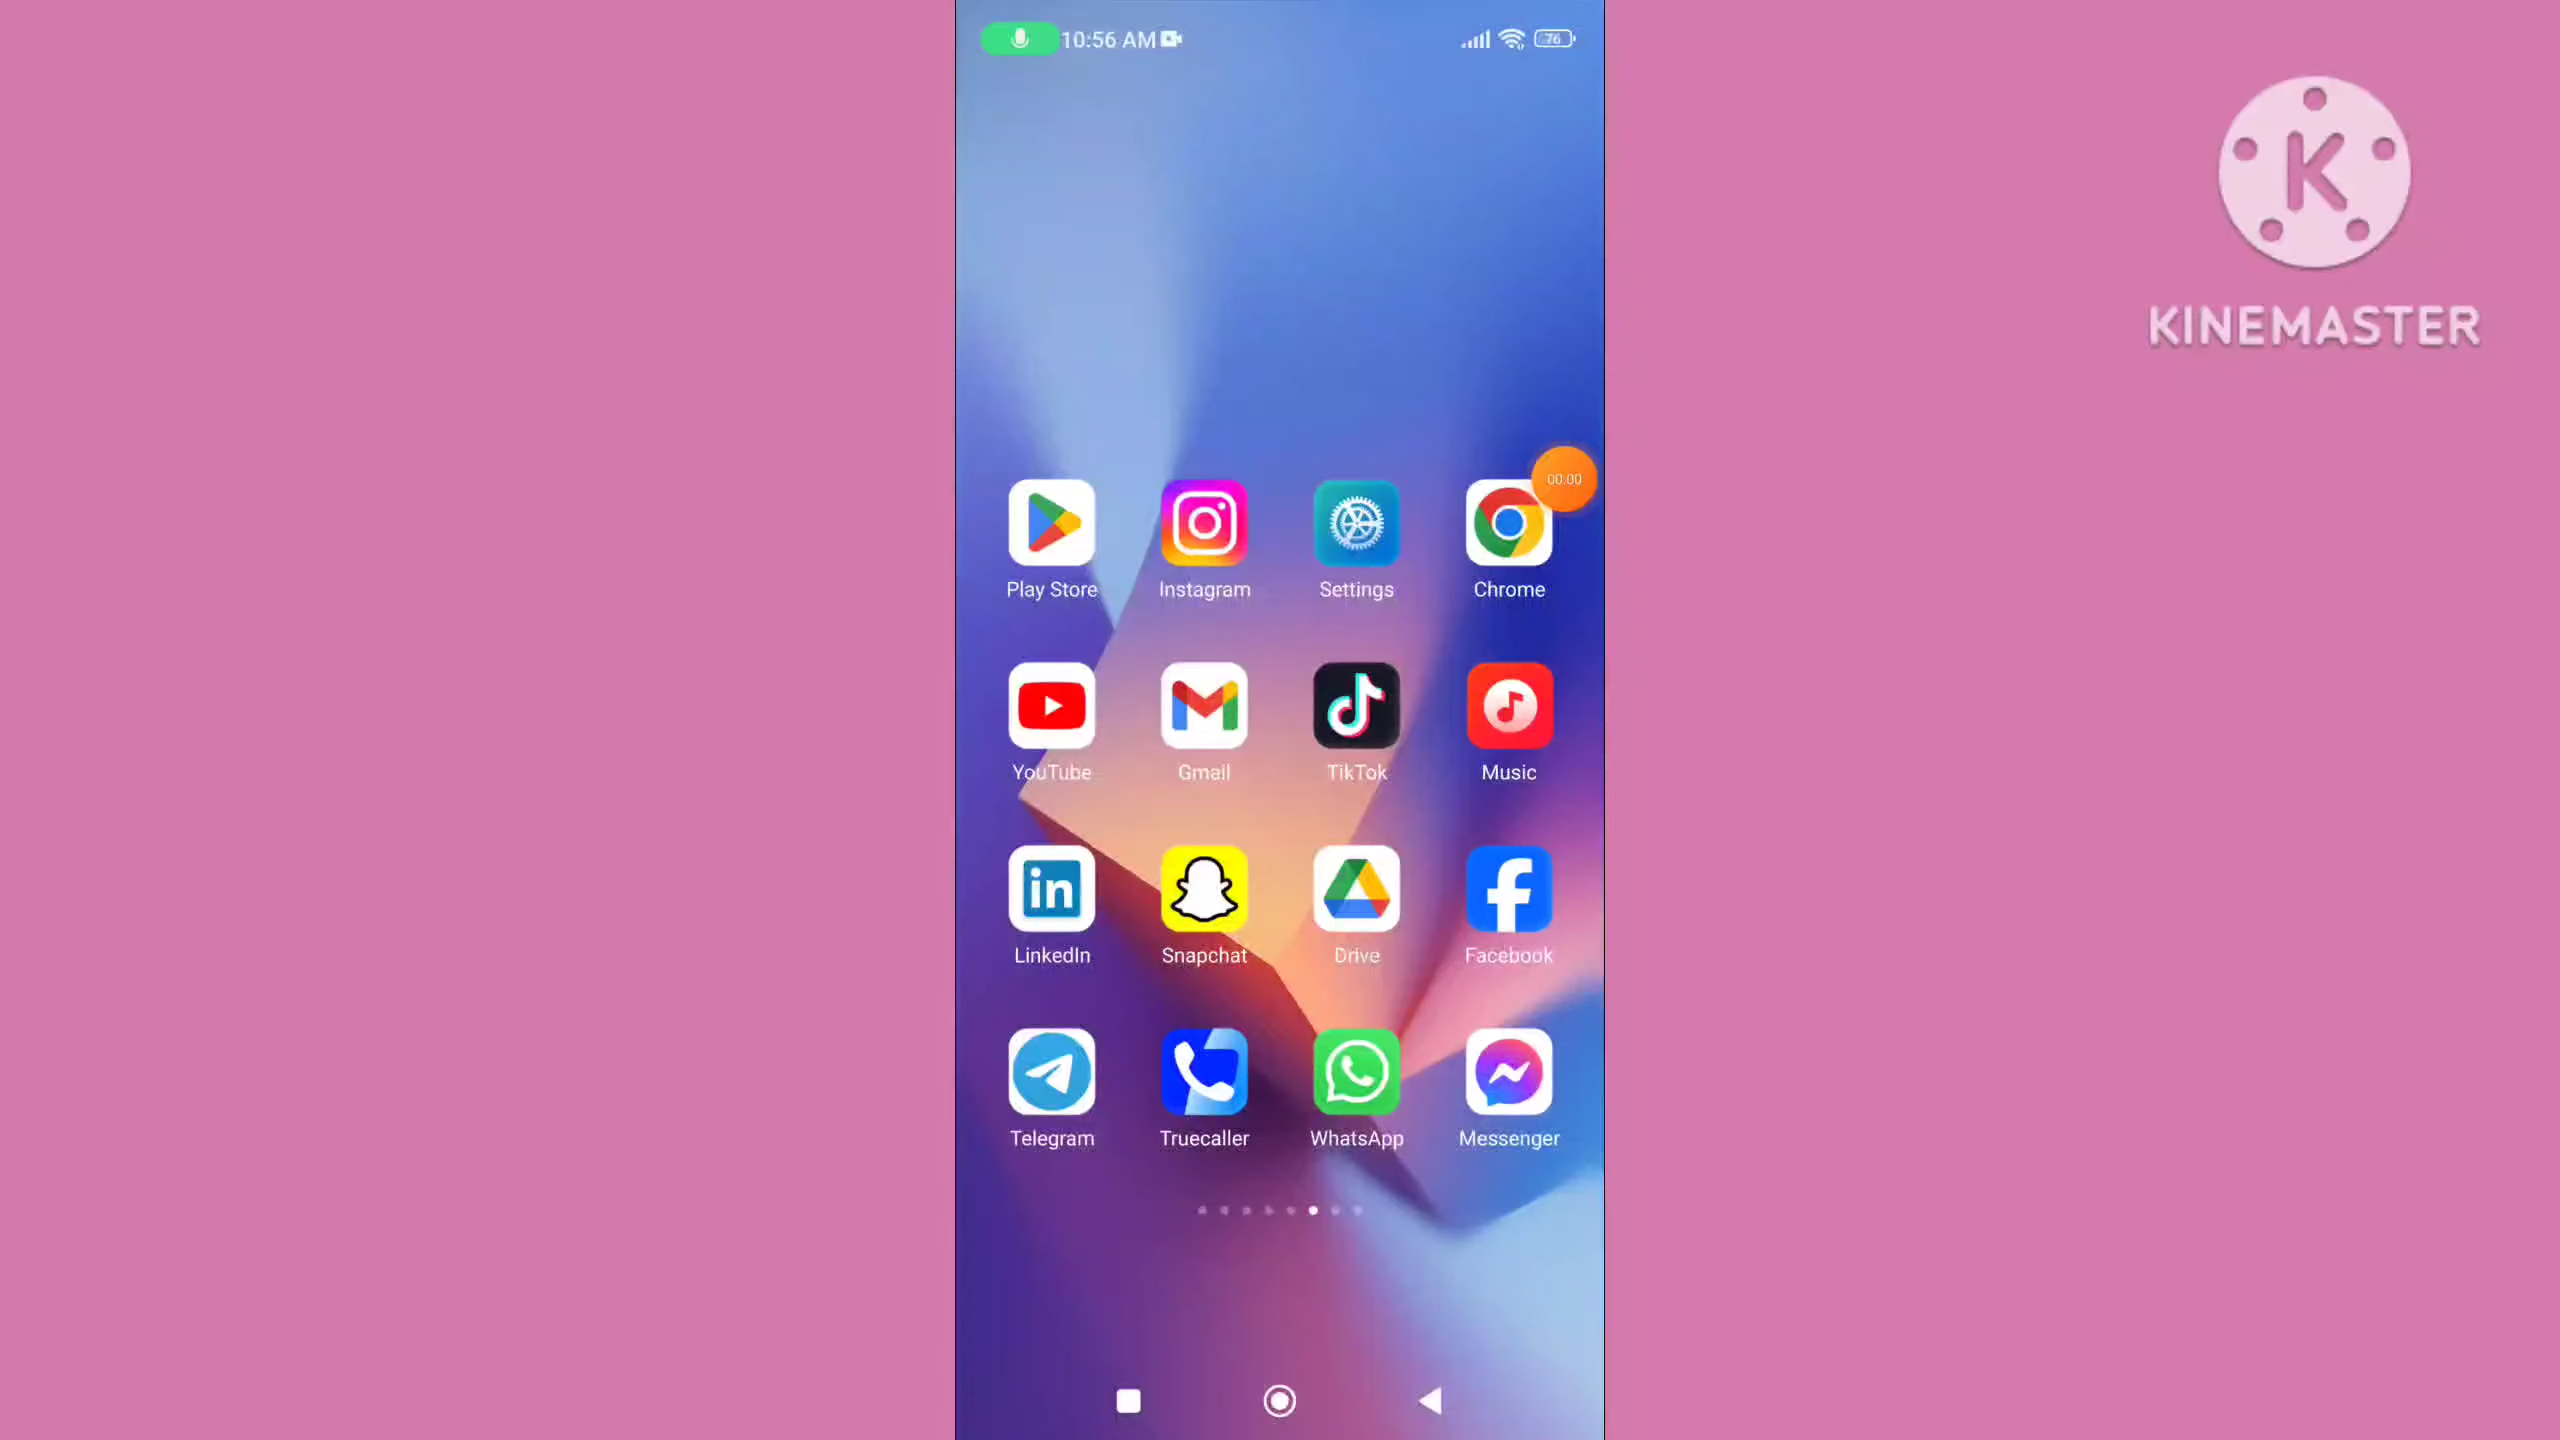 10:56 AM
76
K
KINEMASTER
00:00
Play Store Instagram Settings Chrome
YouTube Gmail TikTok Music
in
LinkedIn Snapchat Drive Facebook
Telegram Truecaller WhatsApp Messenger